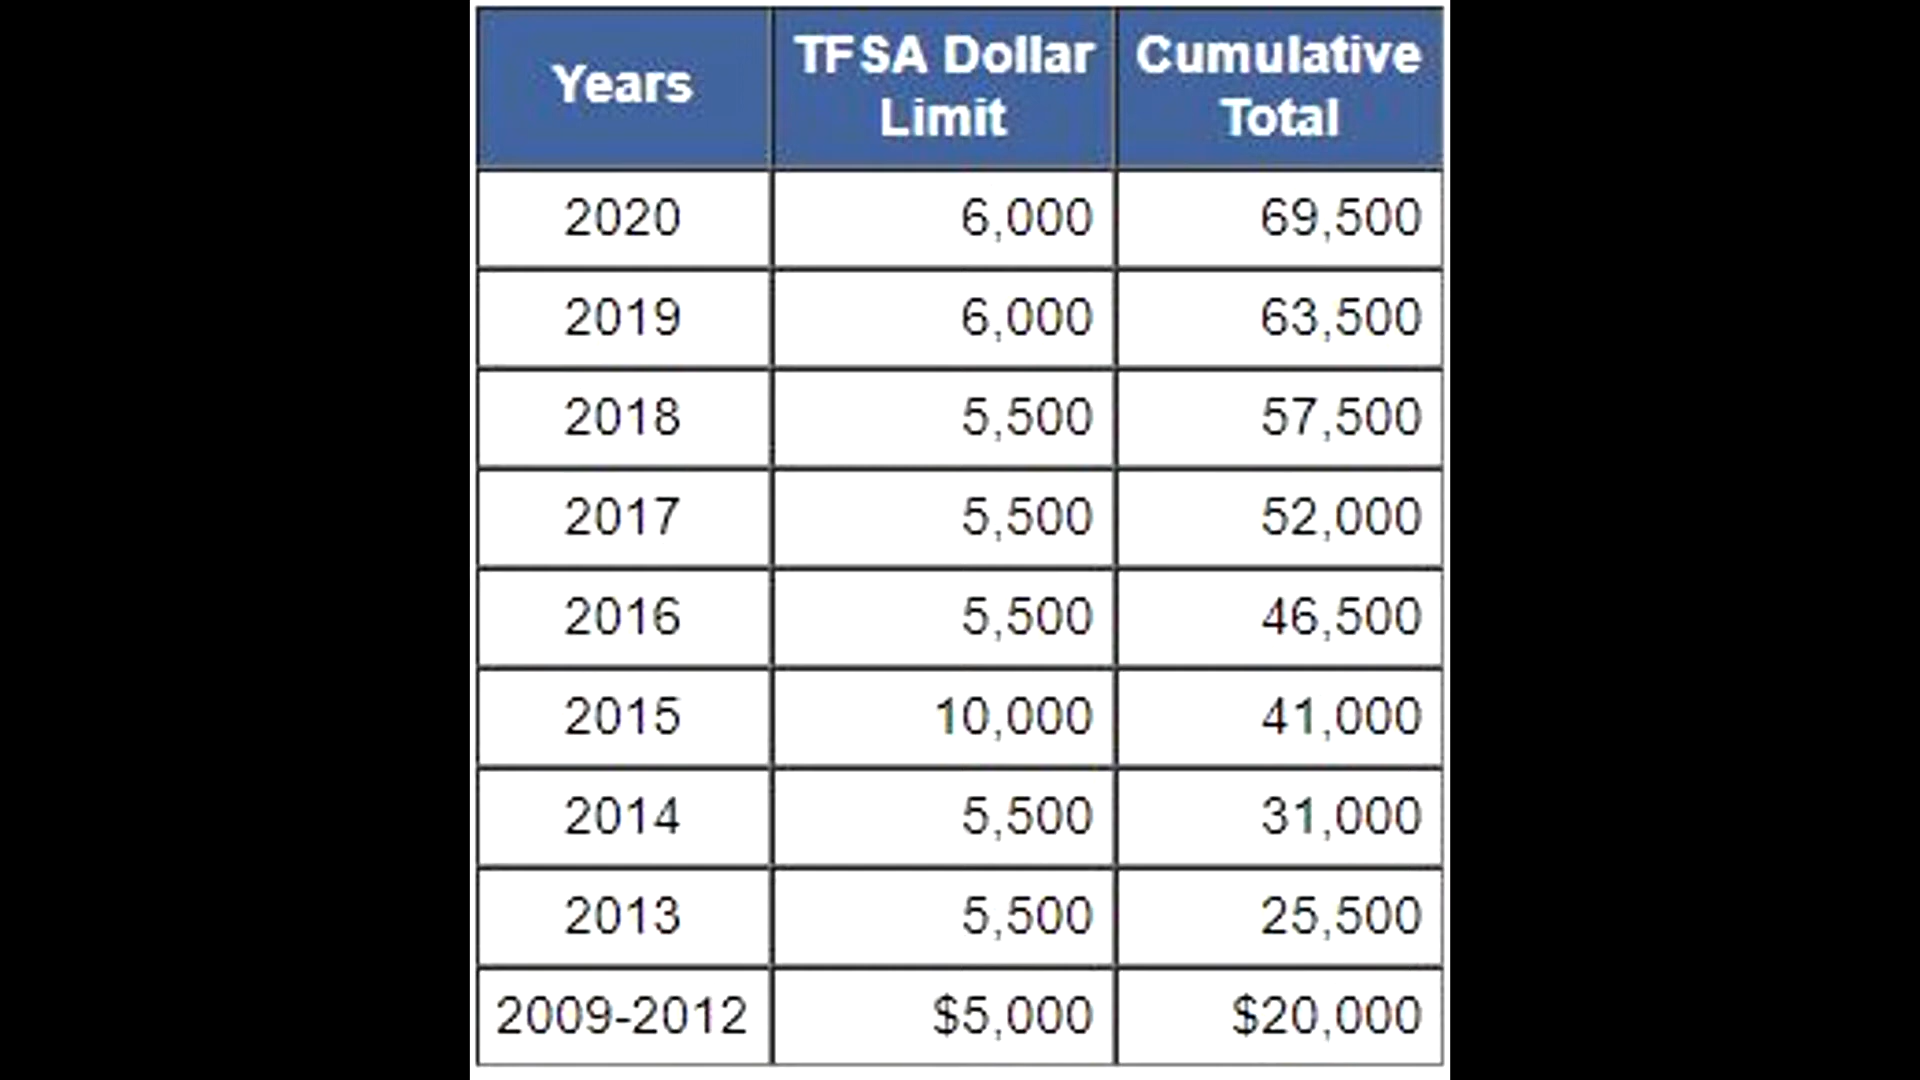 Years TFSA Dollar Limit Cumulative Total
2020 6,000 69,500
2019 6,000 63,500
2018 5,500 57,500
2017 5,500 52,000
2016 5,500 46,500
2015 10,000 41,000
2014 5,500 31,000
2013 5,500 25,500
2009-2012 $5,000 $20,000